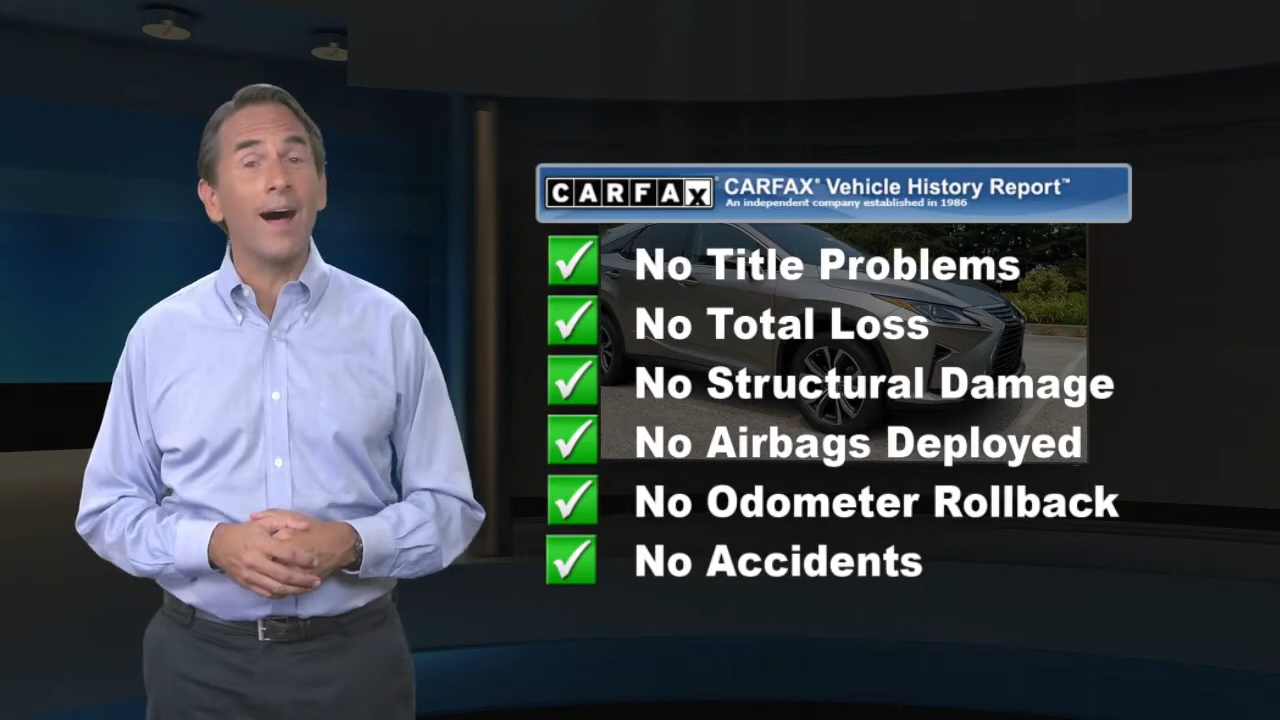 CARFAX
CARFAX® Vehicle History Report™
An independent company established in 1986
No Title Problems
No Total Loss
No Structural Damage
No Airbags Deployed
No Odometer Rollback
No Accidents